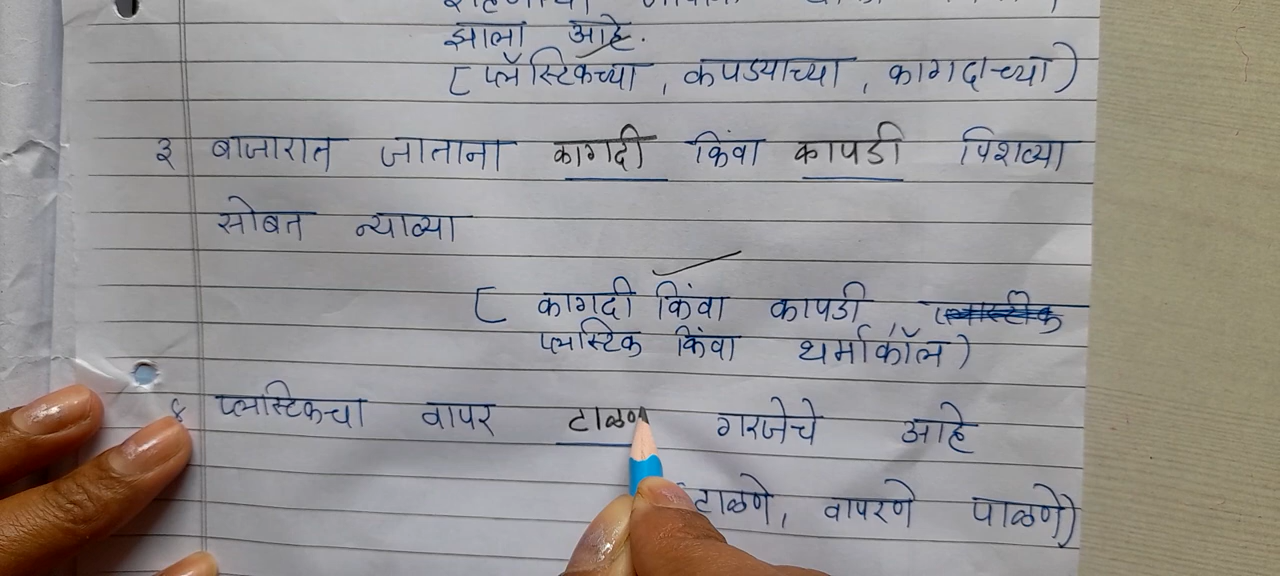 झाला आहे.
(प्लॅस्टिकच्या, कपड्याच्या, कागदाच्या)
३ बाजारात जाताना कागदी किंवा कापडी पिशव्या
सोबत न्याव्या
( कागदी किंवा कापडी
प्लास्टिक किंवा थर्माकॉल)
४ प्लास्टिकचा वापर टाळणे गरजेचे आहे
(टाळणे, वापरणे पाळणे)